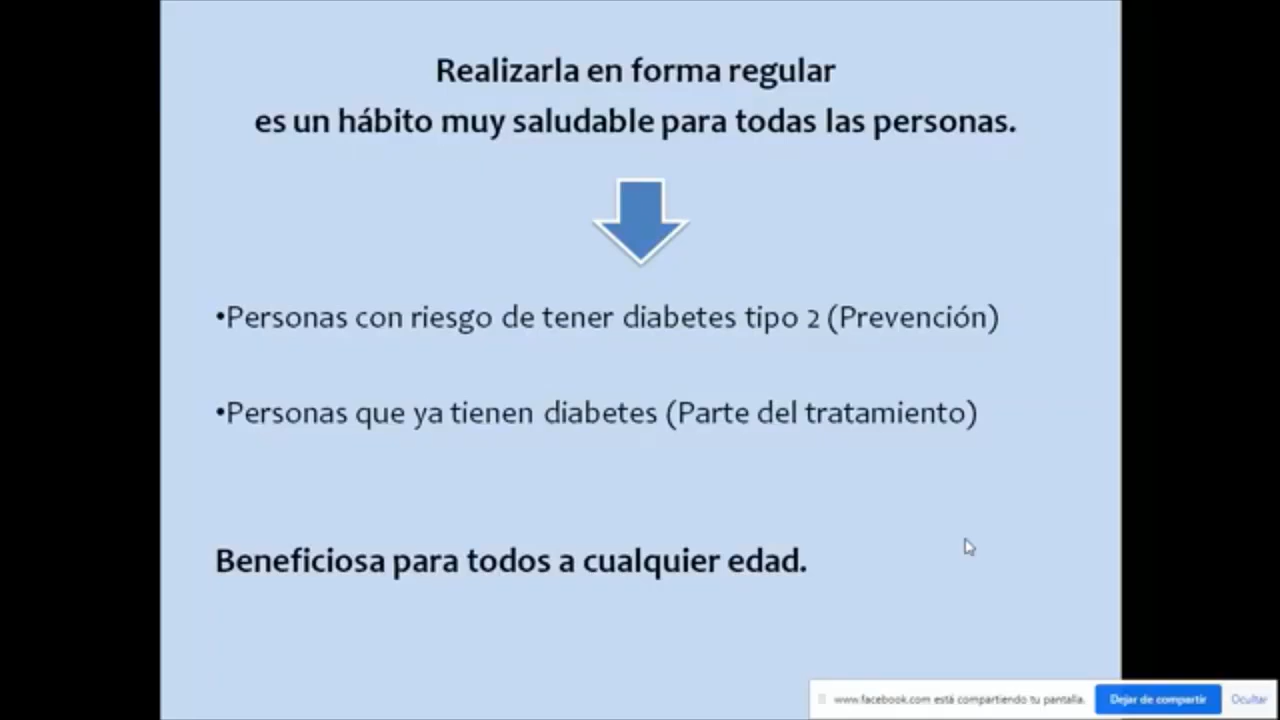 Realizarla en forma regular
es un hábito muy saludable para todas las personas.
•Personas con riesgo de tener diabetes tipo 2 (Prevención)
•Personas que ya tienen diabetes (Parte del tratamiento)
Beneficiosa para todos a cualquier edad.
www.facebook.com está compartiendo tu pantalla. Dejar de compartir Ocultar